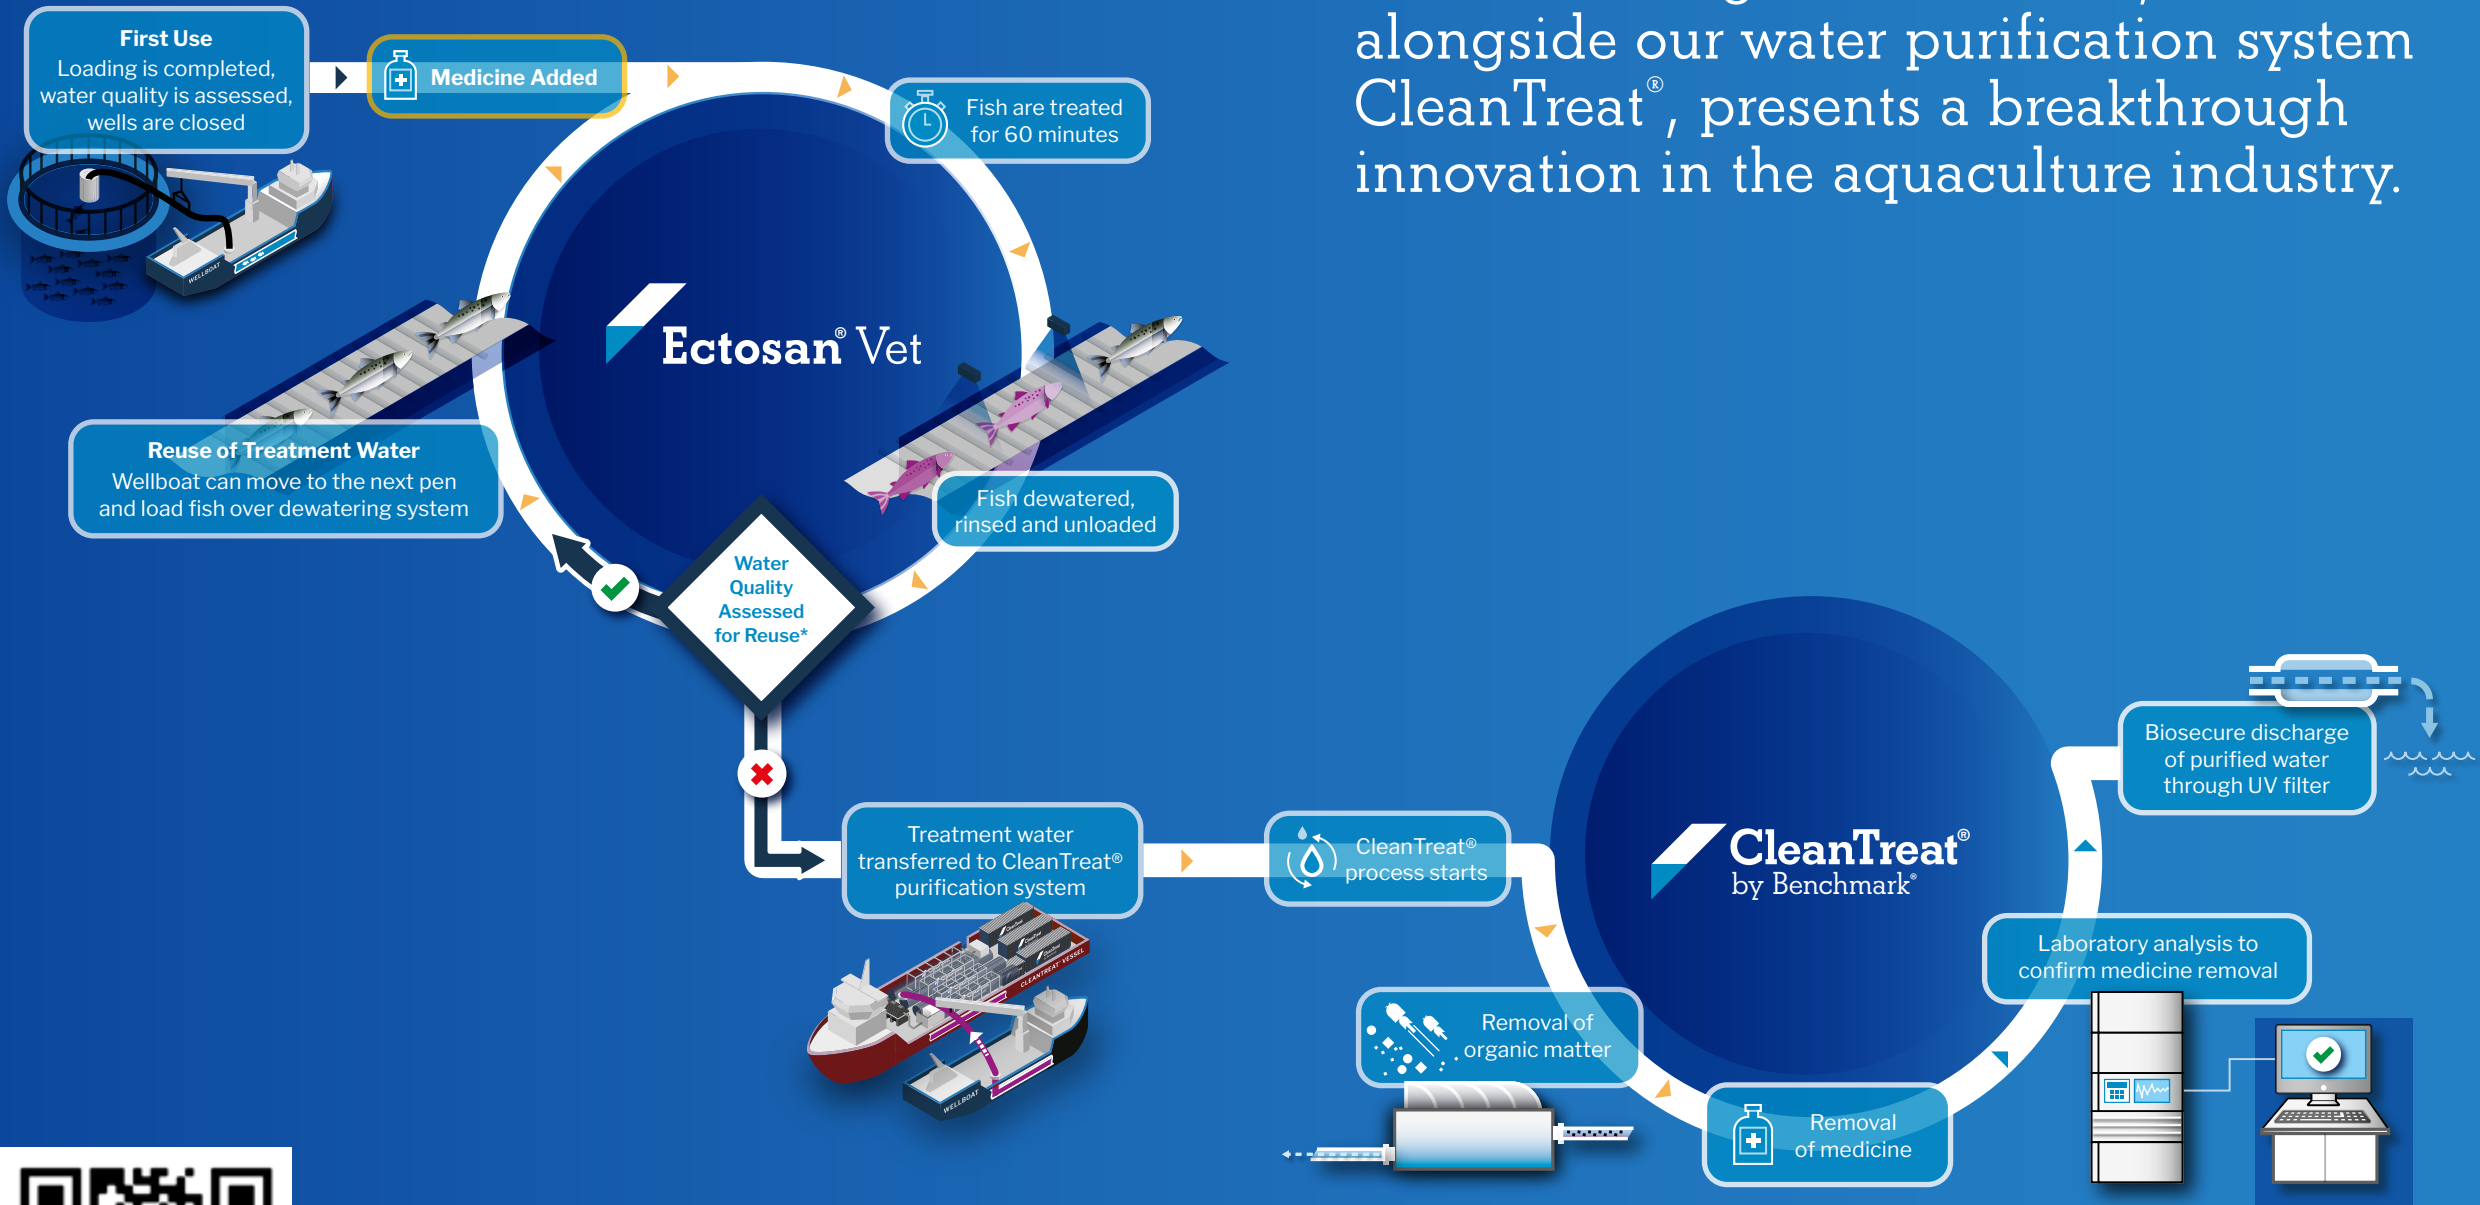 alongside our water purification system
CleanTreat®, presents a breakthrough
innovation in the aquaculture industry.
First Use
Loading is completed,
water quality is assessed,
wells are closed
Medicine Added
Fish are treated
for 60 minutes
WELLBOAT
Ectosan® Vet
Reuse of Treatment Water
Wellboat can move to the next pen
and load fish over dewatering system
Fish dewatered,
rinsed and unloaded
Water
Quality
Assessed
for Reuse*
Treatment water
transferred to CleanTreat®
purification system
CLEANTREAT® VESSEL
WELLBOAT
CleanTreat®
process starts
CleanTreat®
by Benchmark®
Removal of
organic matter
Removal
of medicine
Laboratory analysis to
confirm medicine removal
Biosecure discharge
of purified water
through UV filter